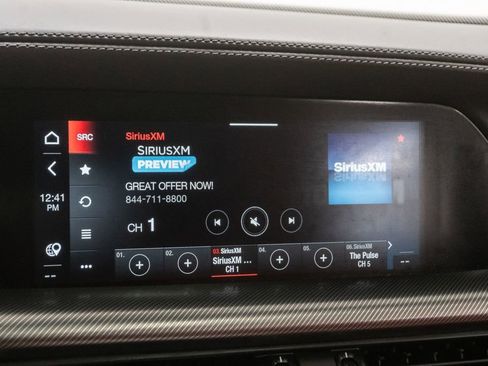 SRC
SiriusXM
SIRIUSXM
PREVIEW
GREAT OFFER NOW!
844-711-8800
CH 1
12:41
PM
SiriusXM
01.
02.
03. SiriusXM
SiriusXM ...
CH 1
04.
05.
06. SiriusXM
The Pulse
CH 5
-- --
-- --